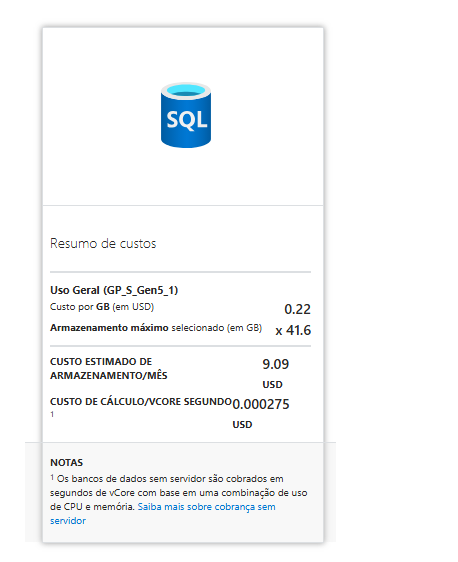 SQL
Resumo de custos
Uso Geral (GP_S_Gen5_1)
Custo por GB (em USD) 0.22
Armazenamento máximo selecionado (em GB) x 41.6
CUSTO ESTIMADO DE 9.09
ARMAZENAMENTO/MÊS
USD
CUSTO DE CÁLCULO/VCORE SEGUNDO 0.000275
1
USD
NOTAS
1 Os bancos de dados sem servidor são cobrados em
segundos de vCore com base em uma combinação de uso
de CPU e memória. Saiba mais sobre cobrança sem
servidor